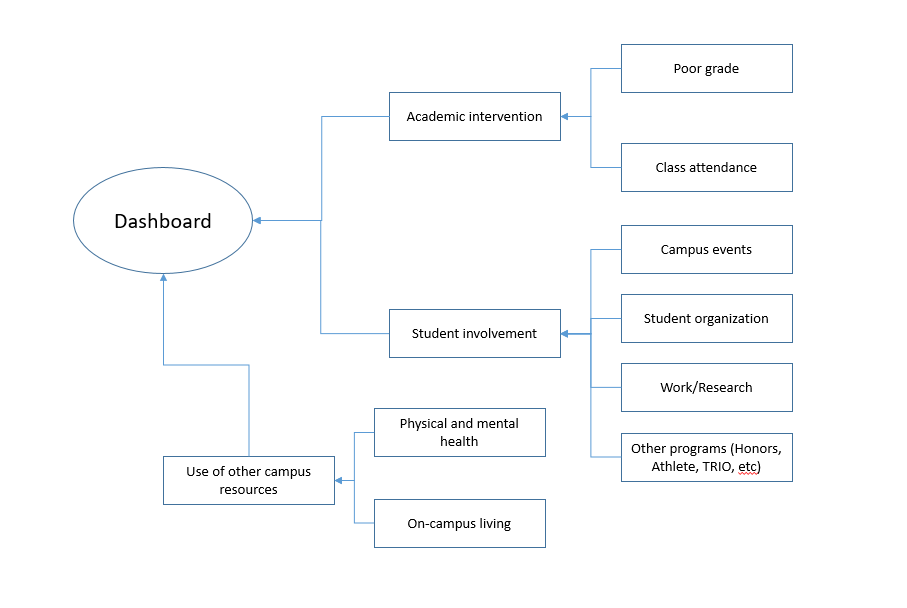 Poor grade
Academic intervention
Class attendance
Dashboard
Campus events
Student organization
Student involvement
Work/Research
Other programs (Honors,
Athlete, TRIO, etc)
Physical and mental
health
Use of other campus
resources
On-campus living